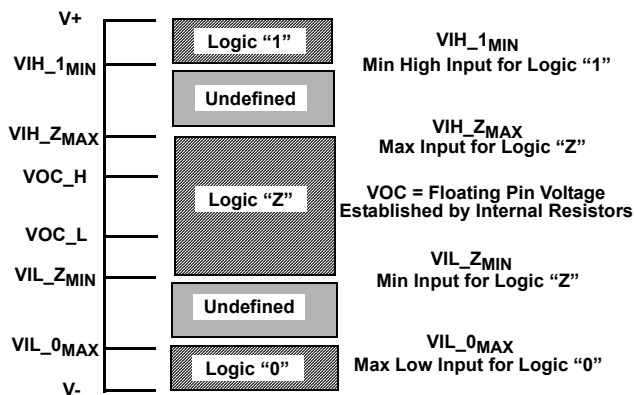 V+
VIH_1MIN
VIH_ZMAX
VOC_H
VOC_L
VIL_ZMIN
VIL_0MAX
V-
Logic “1”
Undefined
Logic “Z”
Undefined
Logic “0”
VIH_1MIN
Min High Input for Logic “1”
VIH_ZMAX
Max Input for Logic “Z”
VOC = Floating Pin Voltage
Established by Internal Resistors
VIL_ZMIN
Min Input for Logic “Z”
VIL_0MAX
Max Low Input for Logic “0”